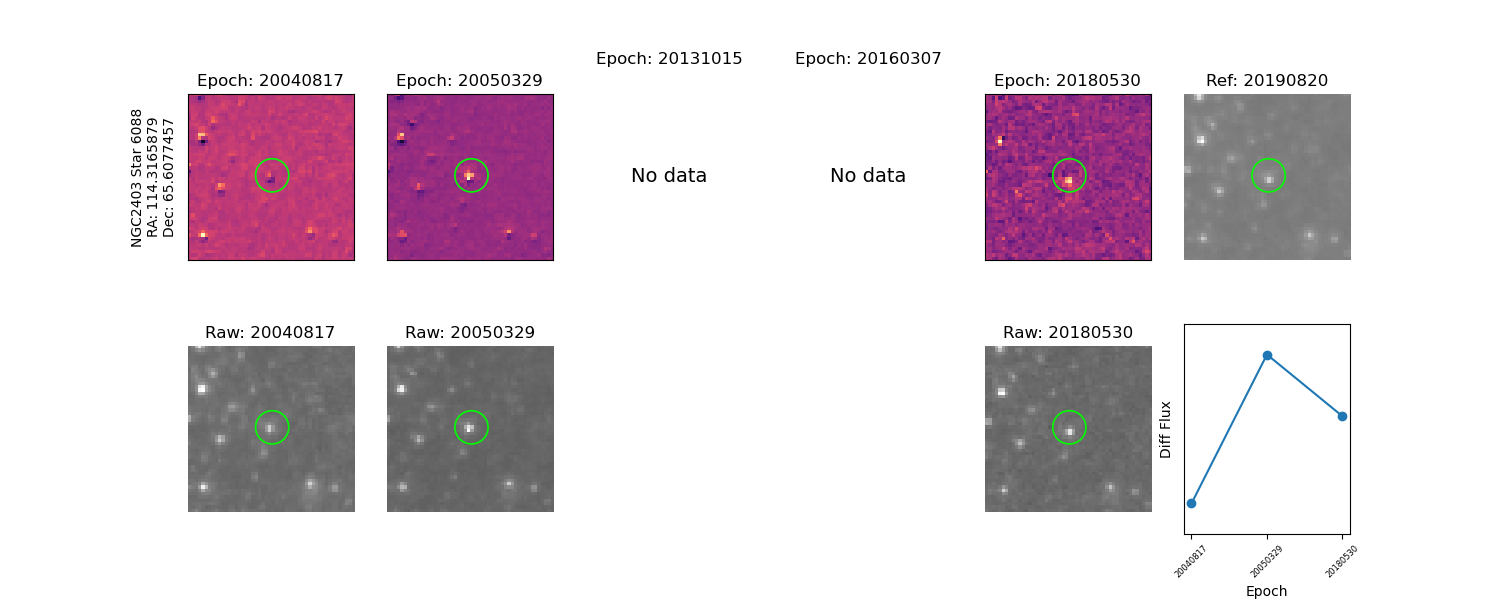 Epoch: 20131015
Epoch: 20160307
Epoch: 20040817
Epoch: 20050329
Epoch: 20180530
Ref: 20190820
NGC2403 Star 6088
RA: 114.3165879
Dec: 65.6077457
No data
No data
Raw: 20040817
Raw: 20050329
Raw: 20180530
Diff Flux
20040817
20050329
20180530
Epoch